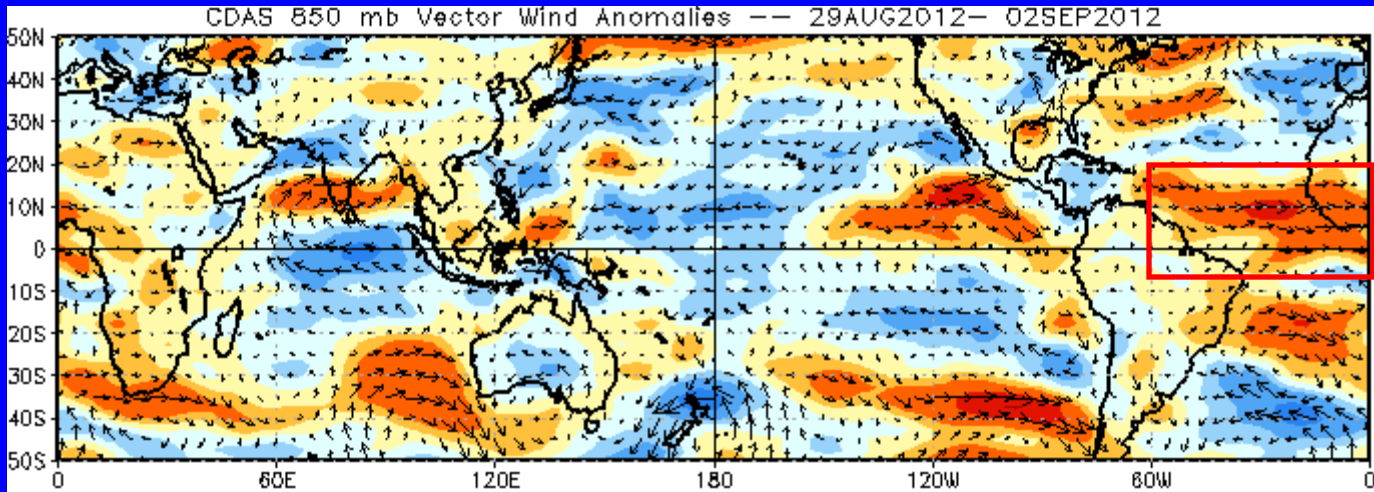 CDAS 850 mb Vector Wind Anomalies -- 29AUG2012- 02SEP2012
50N
40N
30N
20N
10N
0
10S
20S
30S
40S
50S
0 60E 120E 180 120W 60W 0